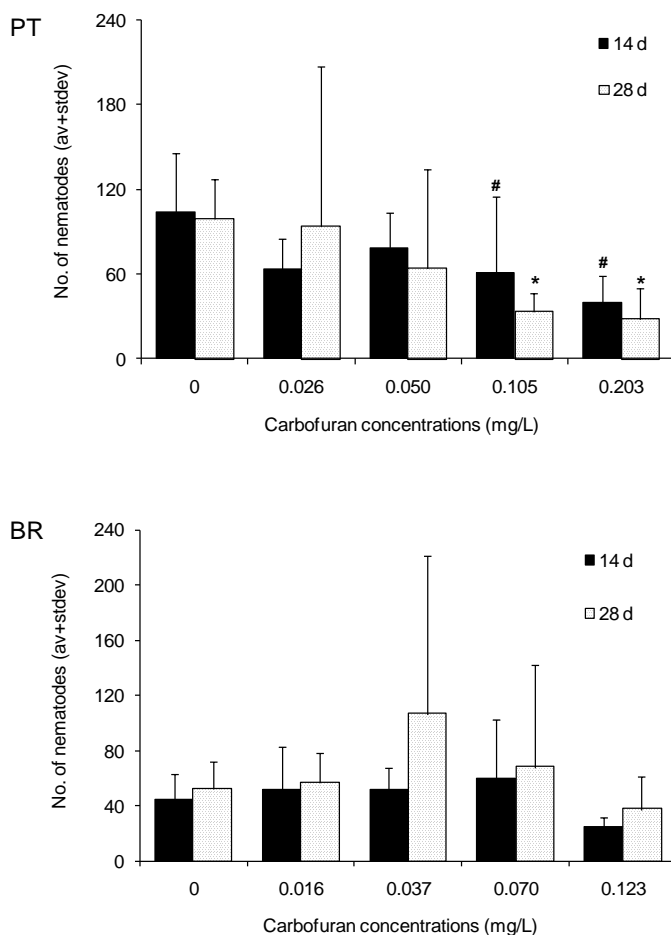 PT
No. of nematodes (av+stdev)
240
180
120
60
0
14 d
28 d
#
*
#
*
0 0.026 0.050 0.105 0.203
Carbofuran concentrations (mg/L)
BR
No. of nematodes (av+stdev)
240
200
160
120
80
40
0
14 d
28 d
0 0.016 0.037 0.070 0.123
Carbofuran concentrations (mg/L)